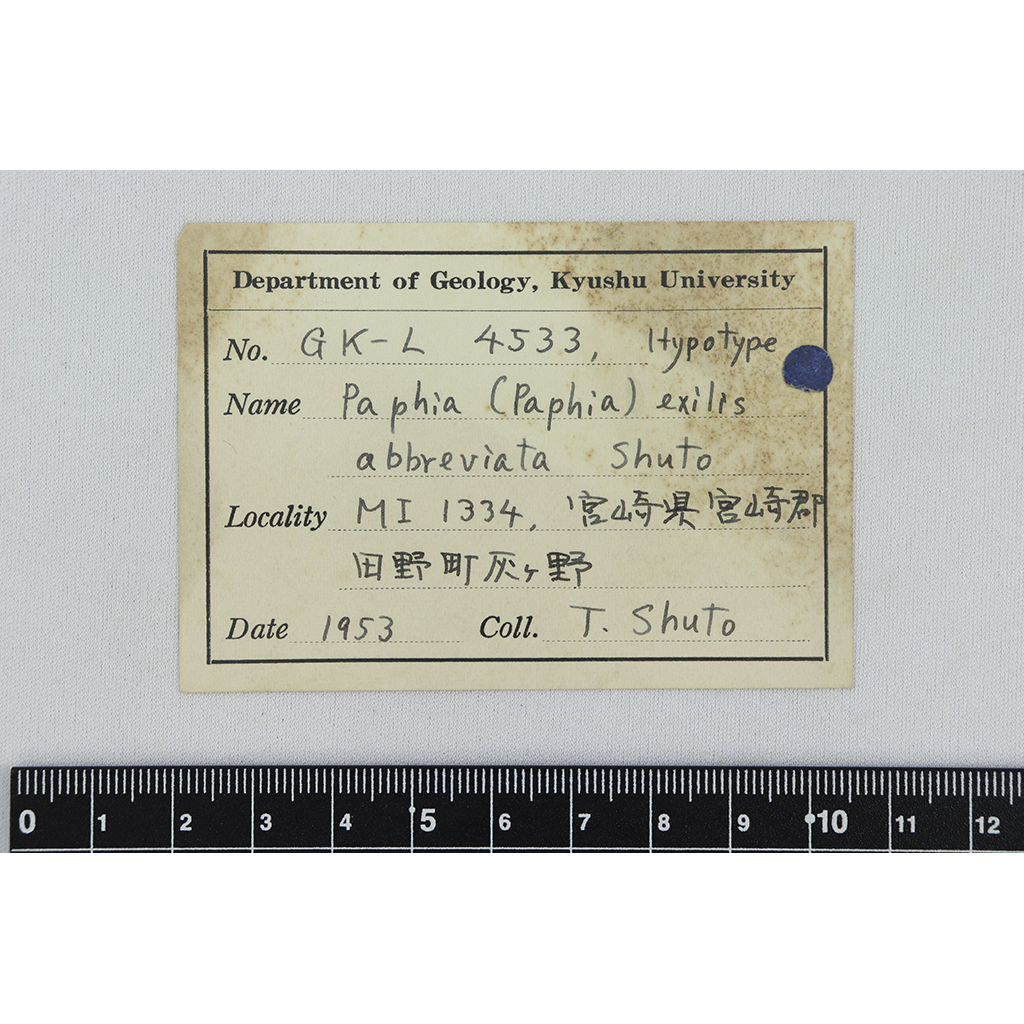 Department of Geology, Kyushu University
No. GK-L 4533, Hypotype
Name Paphia (Paphia) exilis
abbreviata Shuto
Locality MI 1334, 宮崎県宮崎郡
田野町灰ヶ野
Date 1953 Coll. T. Shuto
0 1 2 3 4 5 6 7 8 9 10 11 12